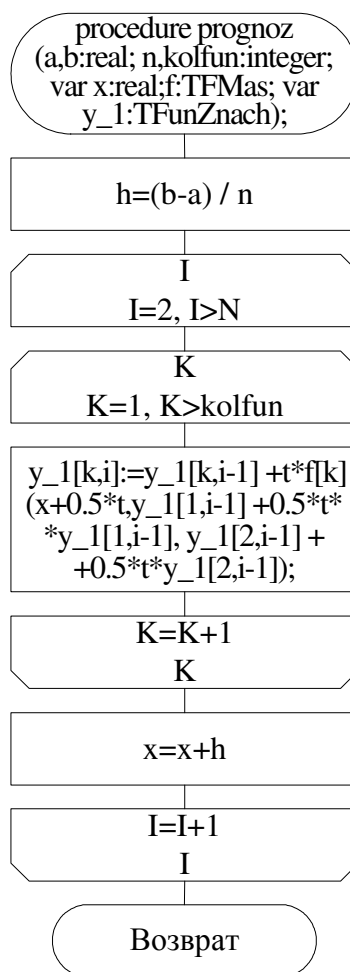 procedure prognoz
(a,b:real; n,kolfun:integer;
var x:real;f:TFMas; var
y_1:TFunZnach);
h=(b-a) / n
I
I=2, I>N
K
K=1, K>kolfun
y_1[k,i]:=y_1[k,i-1] +t*f[k]
(x+0.5*t,y_1[1,i-1] +0.5*t*
*y_1[1,i-1], y_1[2,i-1] +
+0.5*t*y_1[2,i-1]);
K=K+1
K
x=x+h
I=I+1
I
Возврат